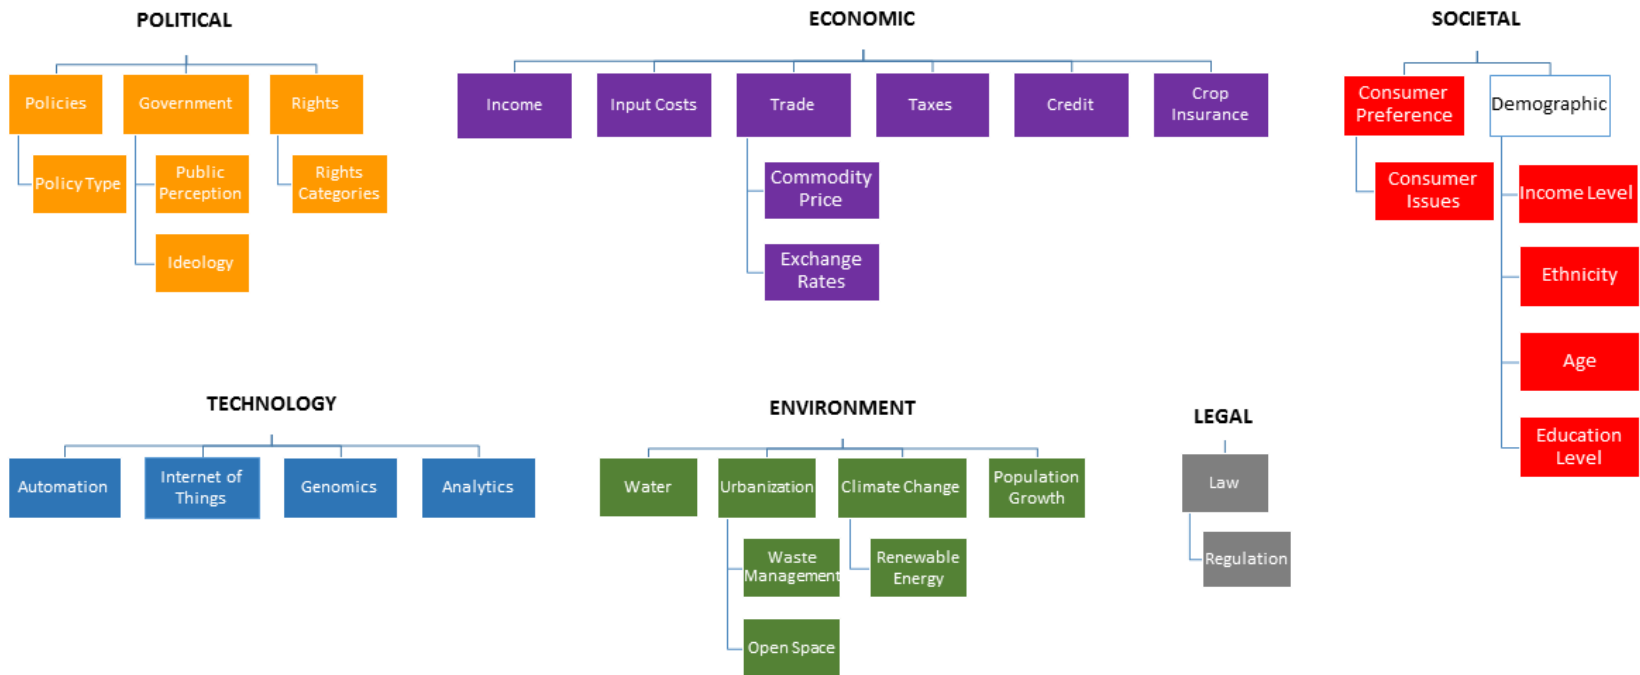 POLITICAL
Policies
Government
Rights
Policy Type
Public
Perception
Rights
Categories
Ideology
ECONOMIC
Income
Input Costs
Trade
Taxes
Credit
Crop
Insurance
Commodity
Price
Exchange
Rates
SOCIETAL
Consumer
Preference
Demographic
Consumer
Issues
Income Level
Ethnicity
Age
Education
Level
TECHNOLOGY
Automation
Internet of
Things
Genomics
Analytics
ENVIRONMENT
Water
Urbanization
Climate Change
Population
Growth
Waste
Management
Renewable
Energy
Open Space
LEGAL
Law
Regulation